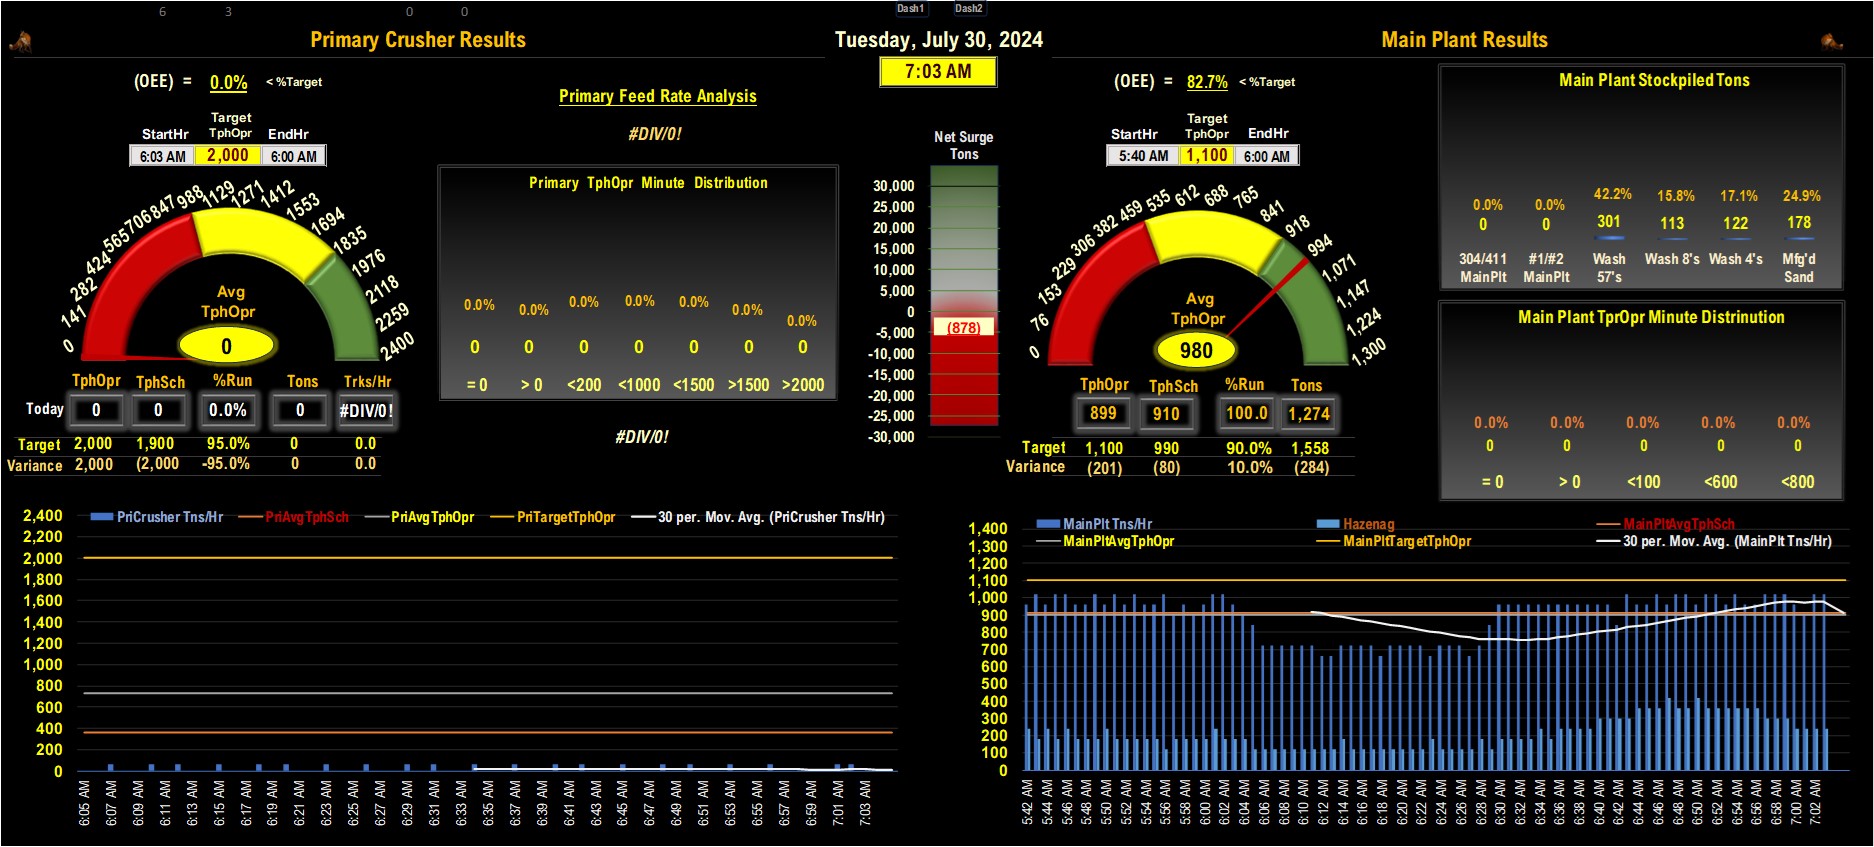 6 3 0 0 Dash1 Dash2
Primary Crusher Results
Tuesday, July 30, 2024
Main Plant Results
7:03 AM
(OEE) = 0.0% < %Target
Primary Feed Rate Analysis
#DIV/0!
StartHr Target TphOpr EndHr
6:03 AM 2,000 6:00 AM
0 141 282 424 565 706 847 988 1129 1271 1412 1553 1694 1835 1976 2118 2259 2400
Avg
TphOpr
0
TphOpr TphSch %Run Tons Trks/Hr
Today 0 0 0.0% 0 #DIV/0!
Target 2,000 1,900 95.0% 0 0.0
Variance 2,000 (2,000 -95.0% 0 0.0
Primary TphOpr Minute Distribution
0.0% 0.0% 0.0% 0.0% 0.0% 0.0% 0.0%
0 0 0 0 0 0 0
= 0 > 0 <200 <1000 <1500 >1500 >2000
#DIV/0!
Net Surge
Tons
30,000
25,000
20,000
15,000
10,000
5,000
0
-5,000
-10,000
-15,000
-20,000
-25,000
-30,000
(878)
(OEE) = 82.7% < %Target
StartHr Target TphOpr EndHr
5:40 AM 1,100 6:00 AM
0 76 153 229 306 382 459 535 612 688 765 841 918 994 1,071 1,147 1,224 1,300
Avg
TphOpr
980
TphOpr TphSch %Run Tons
899 910 100.0 1,274
Target 1,100 990 90.0% 1,558
Variance (201) (80) 10.0% (284)
Main Plant Stockpiled Tons
0.0% 0.0% 42.2% 15.8% 17.1% 24.9%
0 0 301 113 122 178
304/411 MainPlt #1/#2 MainPlt Wash 57's Wash 8's Wash 4's Mfg'd Sand
Main Plant TprOpr Minute Distrinution
0.0% 0.0% 0.0% 0.0% 0.0%
0 0 0 0 0
= 0 > 0 <100 <600 <800
PriCrusher Tns/Hr PriAvgTphSch PriAvgTphOpr PriTargetTphOpr 30 per. Mov. Avg. (PriCrusher Tns/Hr)
2,400
2,200
2,000
1,800
1,600
1,400
1,200
1,000
800
600
400
200
0
6:05 AM 6:07 AM 6:09 AM 6:11 AM 6:13 AM 6:15 AM 6:17 AM 6:19 AM 6:21 AM 6:23 AM 6:25 AM 6:27 AM 6:29 AM 6:31 AM 6:33 AM 6:35 AM 6:37 AM 6:39 AM 6:41 AM 6:43 AM 6:45 AM 6:47 AM 6:49 AM 6:51 AM 6:53 AM 6:55 AM 6:57 AM 6:59 AM 7:01 AM 7:03 AM
MainPlt Tns/Hr Hazenag MainPltAvgTphSch
MainPltAvgTphOpr MainPltTargetTphOpr 30 per. Mov. Avg. (MainPlt Tns/Hr)
1,400
1,300
1,200
1,100
1,000
900
800
700
600
500
400
300
200
100
0
5:42 AM 5:44 AM 5:46 AM 5:48 AM 5:50 AM 5:52 AM 5:54 AM 5:56 AM 5:58 AM 6:00 AM 6:02 AM 6:04 AM 6:06 AM 6:08 AM 6:10 AM 6:12 AM 6:14 AM 6:16 AM 6:18 AM 6:20 AM 6:22 AM 6:24 AM 6:26 AM 6:28 AM 6:30 AM 6:32 AM 6:34 AM 6:36 AM 6:38 AM 6:40 AM 6:42 AM 6:44 AM 6:46 AM 6:48 AM 6:50 AM 6:52 AM 6:54 AM 6:56 AM 6:58 AM 7:00 AM 7:02 AM